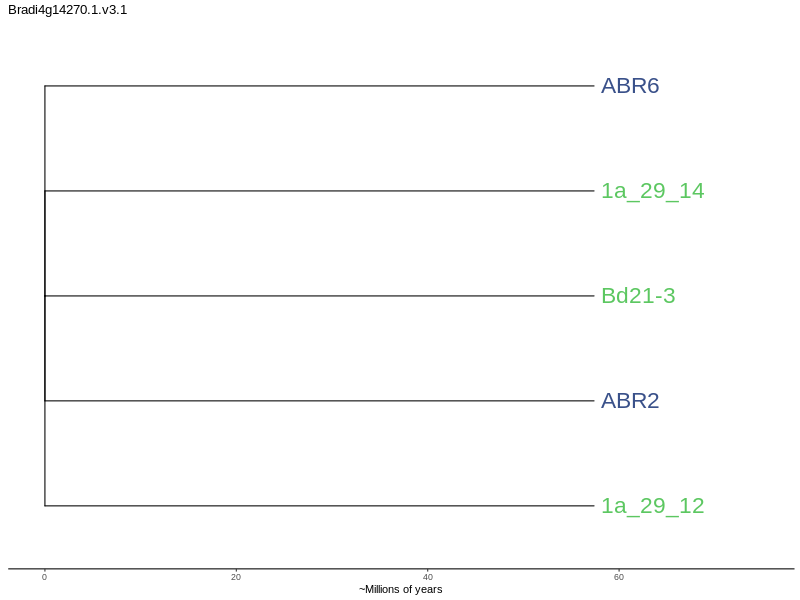 Bradi4g14270.1.v3.1
ABR6
1a_29_14
Bd21-3
ABR2
1a_29_12
0 20 40 60
~Millions of years